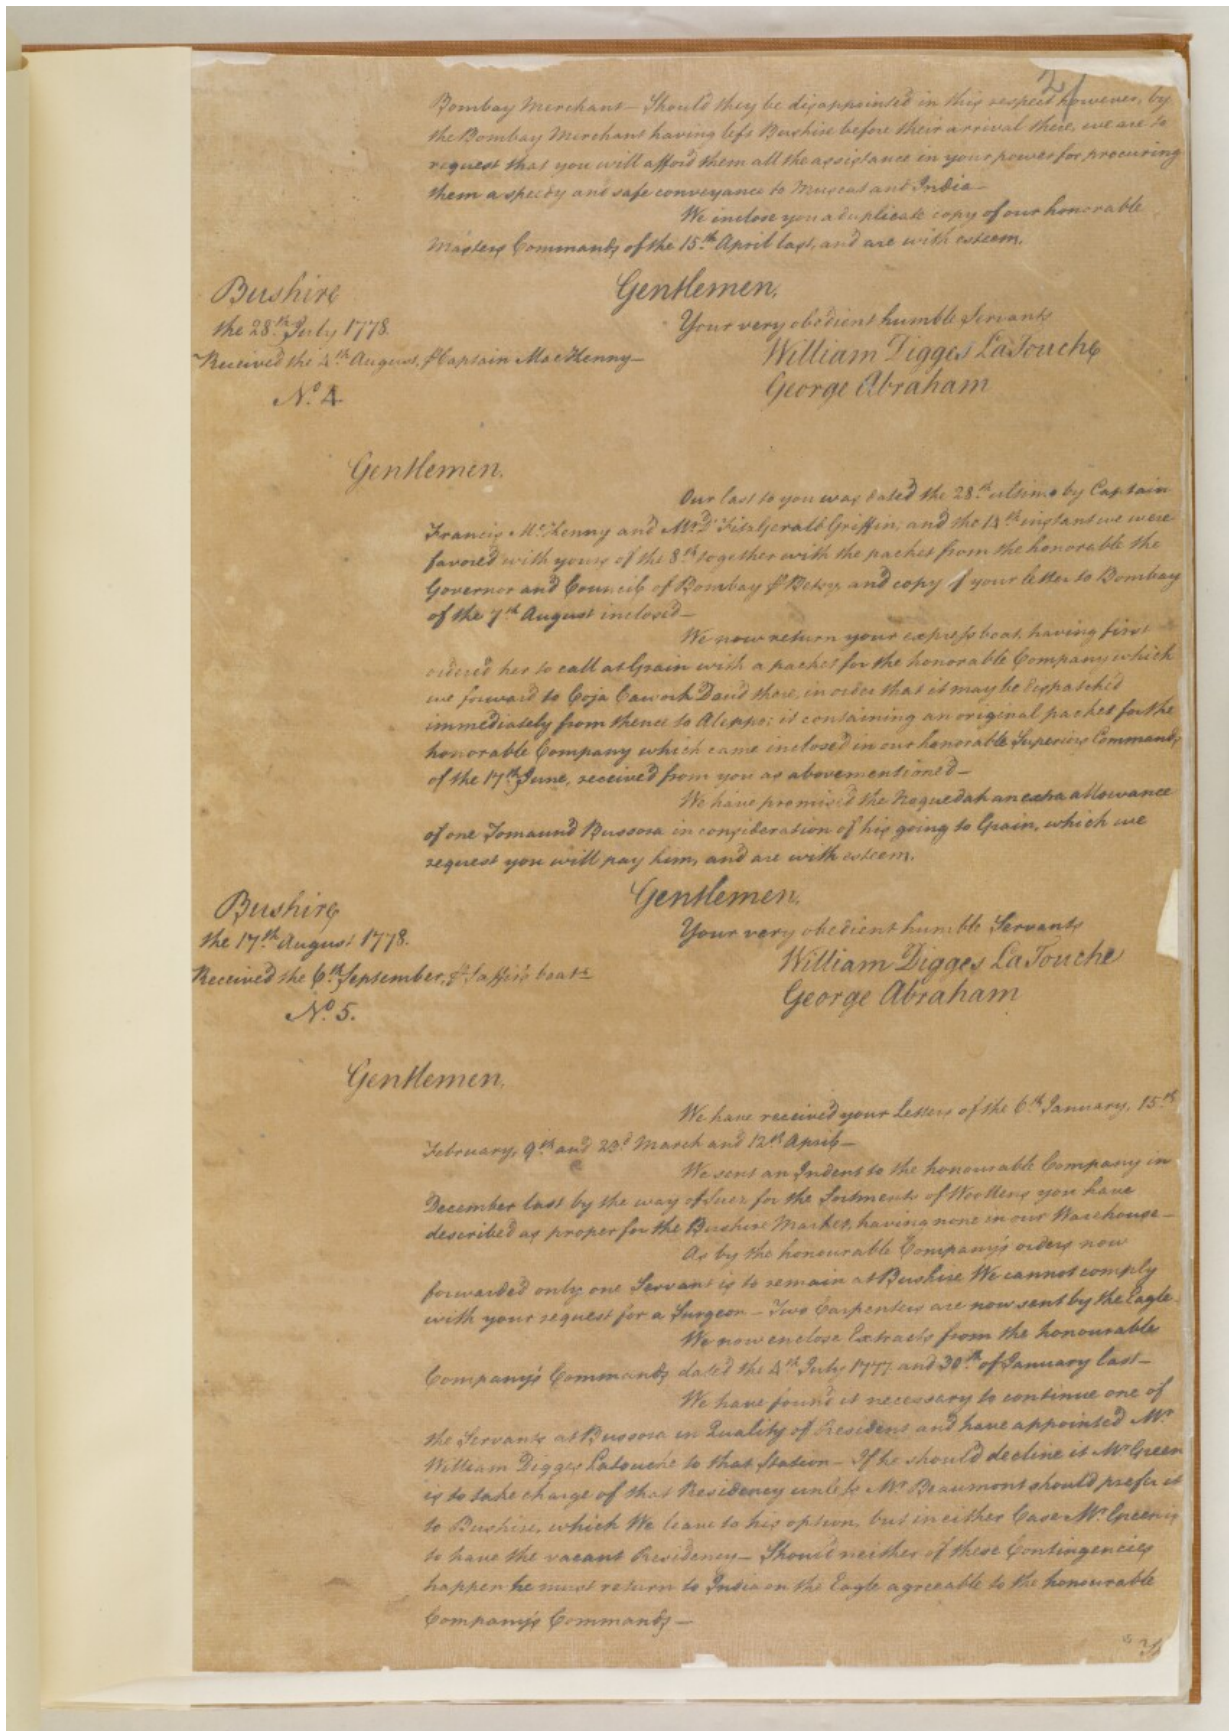 2
Bombay Merchant — Should they be disappointed in this respect however, by
the Bombay Merchant having left Bushire before their arrival there, we are to
request that you will afford them all the assistance in your power for procuring
them a speedy and safe conveyance to Muscat and India —
We inclose you a duplicate copy of our honorable
Masters Commands of the 15th April last, and are with esteem,
Gentlemen,
Bushire
Your very obedient humble Servants
the 28th July 1778.
William Digges LaTouche
Received the 4th August, Captain MacKenny —
George Abraham
No. 4
Gentlemen.
Our last to you was dated the 28th ultimo by Captain
Francis McKenny and Mr FitzGerald Griffin; and the 14th instant we were
favored with yours of the 8th together with the packet from the honorable the
Governor and Council of Bombay Betsy, and copy of your letter to Bombay
of the 7th August inclosed —
We now return your express boat, having first
ordered her to call at Grain with a packet for the honorable Company which
we forward to Coja Cawork David there, in order that it may be dispatched
immediately from thence to Aleppo; it containing an original packet for the
honorable Company which came inclosed in our honorable Superiors Commands
of the 17th June, received from you as abovementioned —
We have promised the Noquedah an extra allowance
of one Tomaund Bussora in consideration of his going to Grain, which we
request you will pay him, and are with esteem,
Gentlemen.
Bushire
Your very obedient humble Servants
the 17th August 1778.
William Digges LaTouche
Received the 6th September, boat —
George Abraham
No. 5.
Gentlemen,
We have received your Letters of the 6th January, 15th
February, 9th and 23d March and 12th April —
We sent an Indent to the honourable Company in
December last by the way of Suez for the Sortments of Woollens you have
described as proper for the Bushire Market, having none in our Warehouse —
As by the honourable Company's orders now
forwarded only one Servant is to remain at Bushire We cannot comply
with your request for a Surgeon — Two Carpenters are now sent by the Eagle
We now enclose Extracts from the honourable
Company's Commands dated the 4th July 1777 and 30th of January last —
We have found it necessary to continue one of
the Servants at Bussora in Quality of Resident and have appointed Mr
William Digges Latouche to that Station — If he should decline it Mr Green
is to take charge of that Residency unless Mr Beaumont should prefer it
to Bushire, which We leave to his option, but in either Case Mr Green is
to have the vacant Residency — Should neither of these Contingencies
happen he must return to India on the Eagle agreeable to the honourable
Company's Commands —